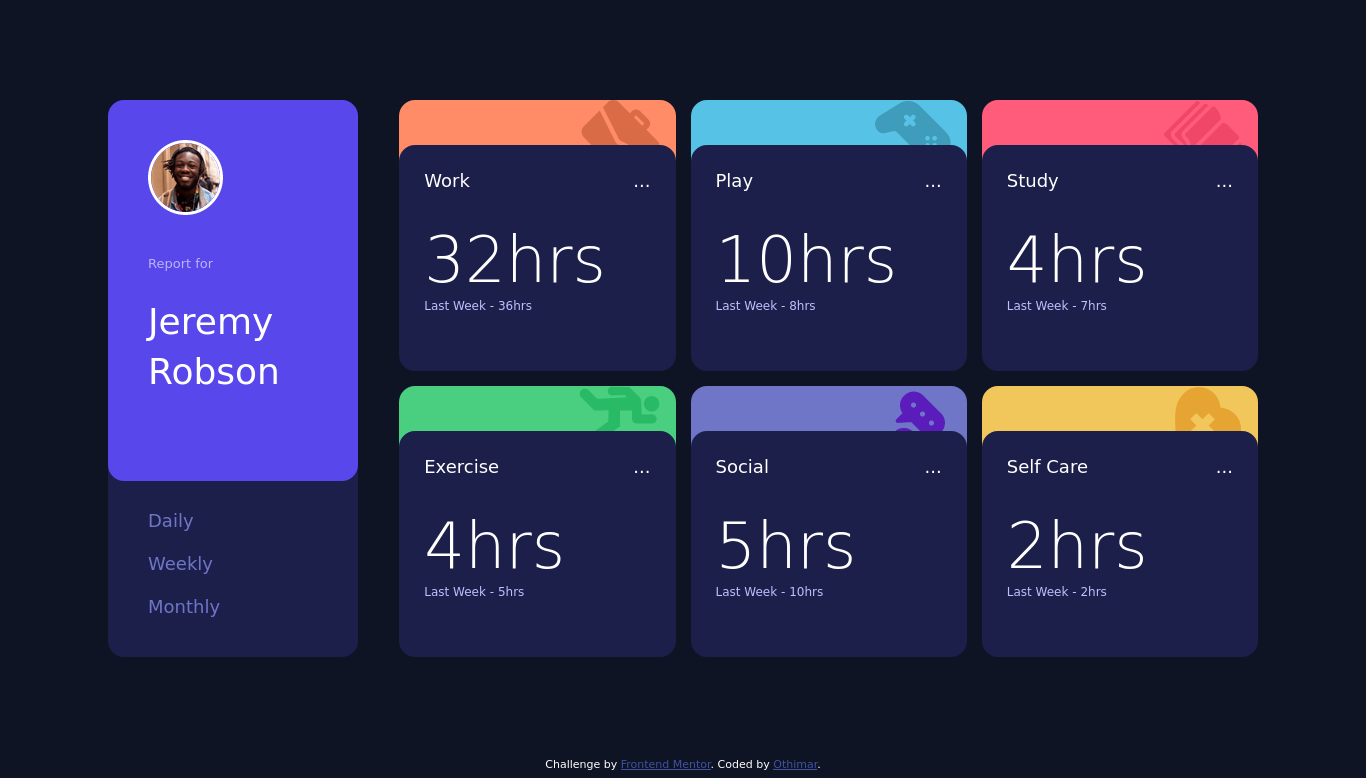 Report for
Jeremy
Robson
Daily
Weekly
Monthly
Work ...
32hrs
Last Week - 36hrs
Play ...
10hrs
Last Week - 8hrs
Study ...
4hrs
Last Week - 7hrs
Exercise ...
4hrs
Last Week - 5hrs
Social ...
5hrs
Last Week - 10hrs
Self Care ...
2hrs
Last Week - 2hrs
Challenge by Frontend Mentor. Coded by Othimar.